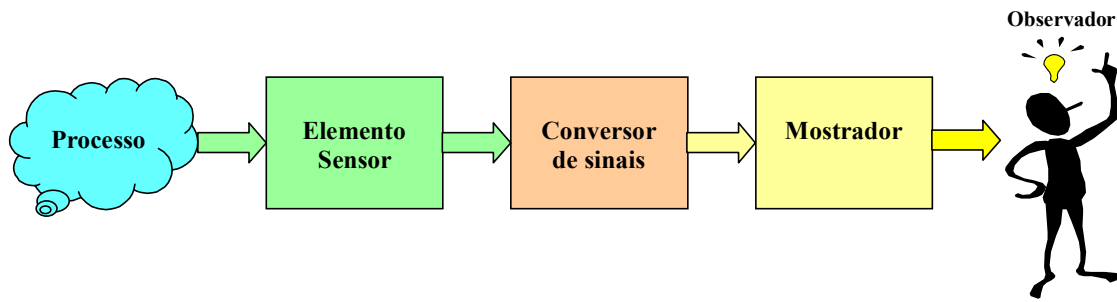 Observador
Processo
Elemento
Sensor
Conversor
de sinais
Mostrador